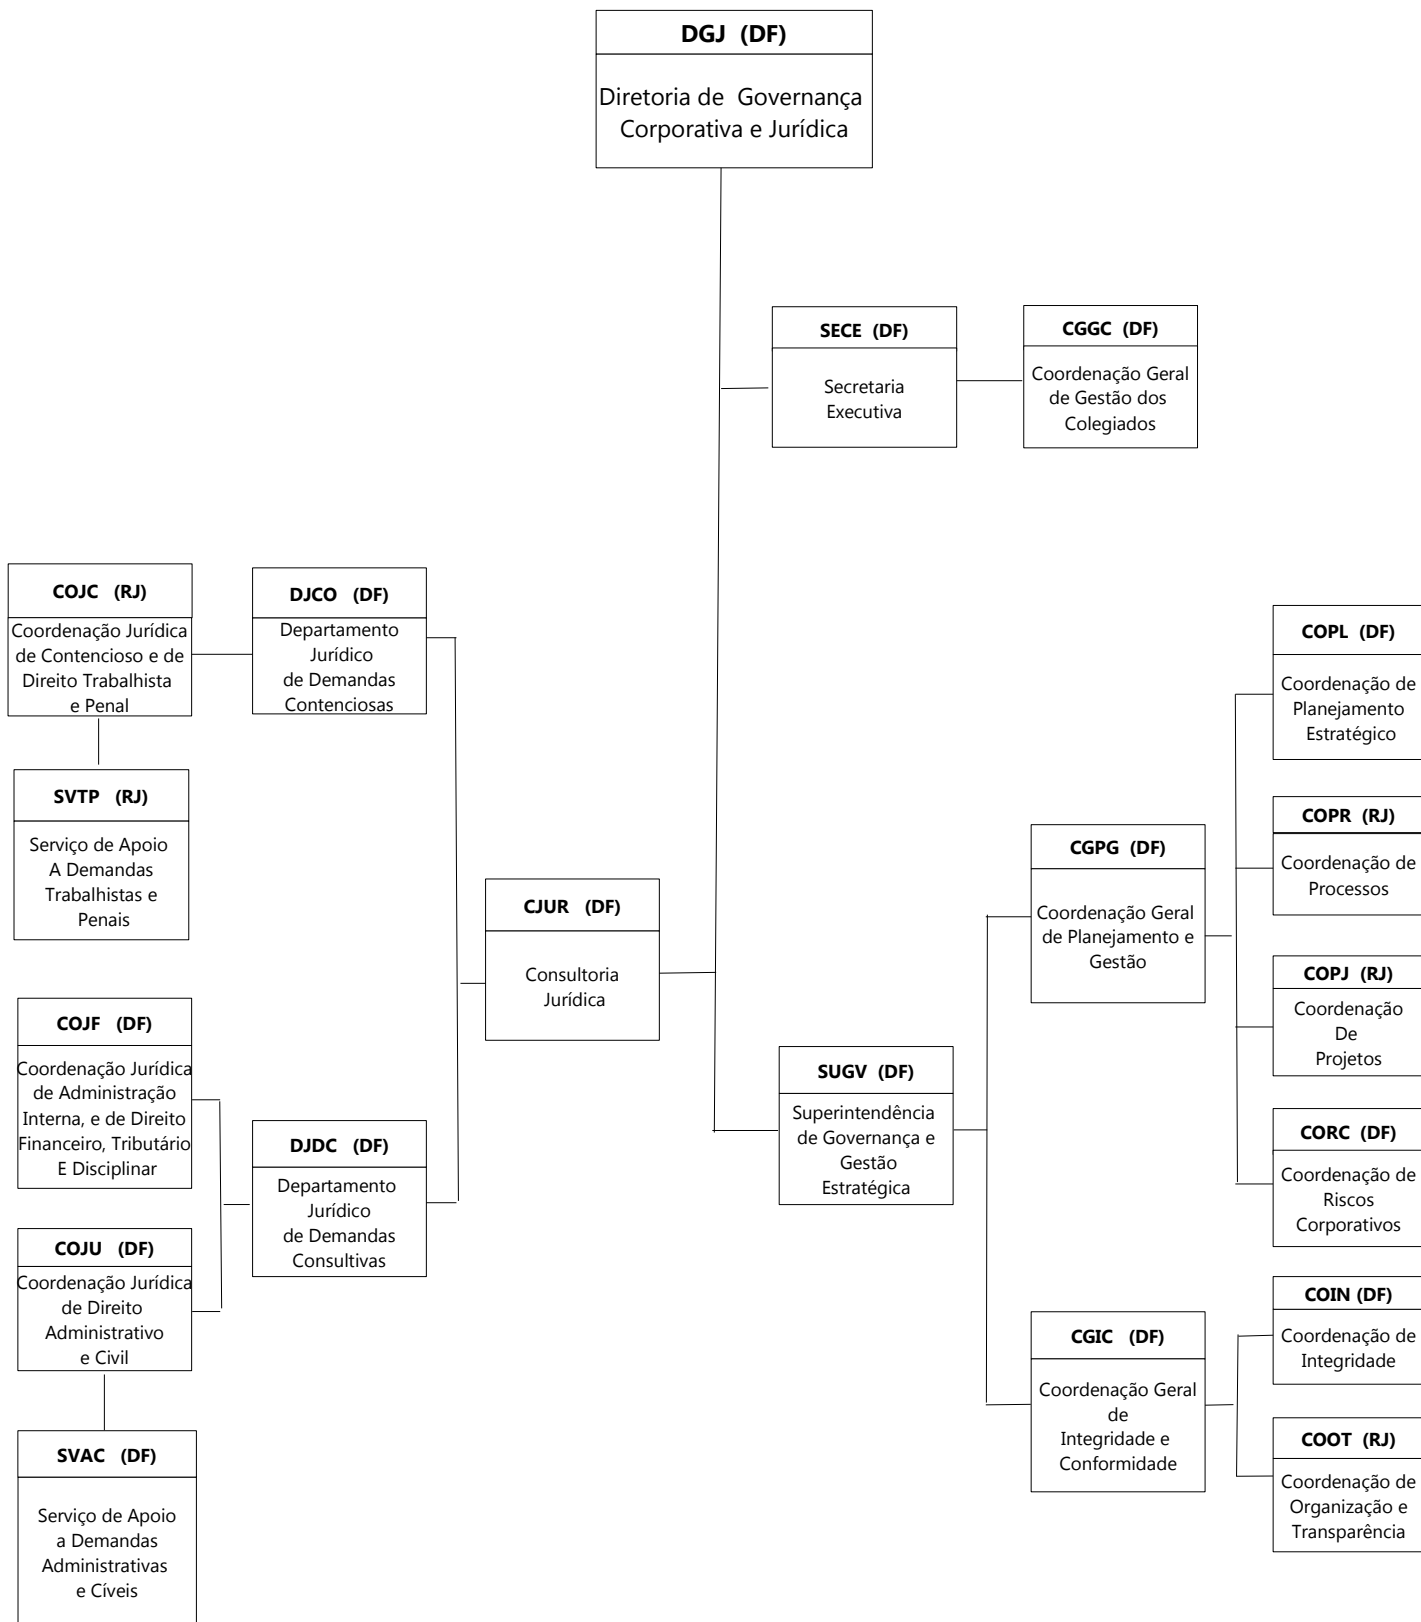 DGJ (DF)
Diretoria de Governança
Corporativa e Jurídica
SECE (DF)
Secretaria
Executiva
CGGC (DF)
Coordenação Geral
de Gestão dos
Colegiados
COJC (RJ)
Coordenação Jurídica
de Contencioso e de
Direito Trabalhista
e Penal
DJCO (DF)
Departamento
Jurídico
de Demandas
Contenciosas
SVTP (RJ)
Serviço de Apoio
A Demandas
Trabalhistas e
Penais
CJUR (DF)
Consultoria
Jurídica
COJF (DF)
Coordenação Jurídica
de Administração
Interna, e de Direito
Financeiro, Tributário
E Disciplinar
DJDC (DF)
Departamento
Jurídico
de Demandas
Consultivas
COJU (DF)
Coordenação Jurídica
de Direito
Administrativo
e Civil
SVAC (DF)
Serviço de Apoio
a Demandas
Administrativas
e Cíveis
SUGV (DF)
Superintendência
de Governança e
Gestão
Estratégica
CGPG (DF)
Coordenação Geral
de Planejamento e
Gestão
COPL (DF)
Coordenação de
Planejamento
Estratégico
COPR (RJ)
Coordenação de
Processos
COPJ (RJ)
Coordenação
De
Projetos
CORC (DF)
Coordenação de
Riscos
Corporativos
CGIC (DF)
Coordenação Geral
de
Integridade e
Conformidade
COIN (DF)
Coordenação de
Integridade
COOT (RJ)
Coordenação de
Organização e
Transparência